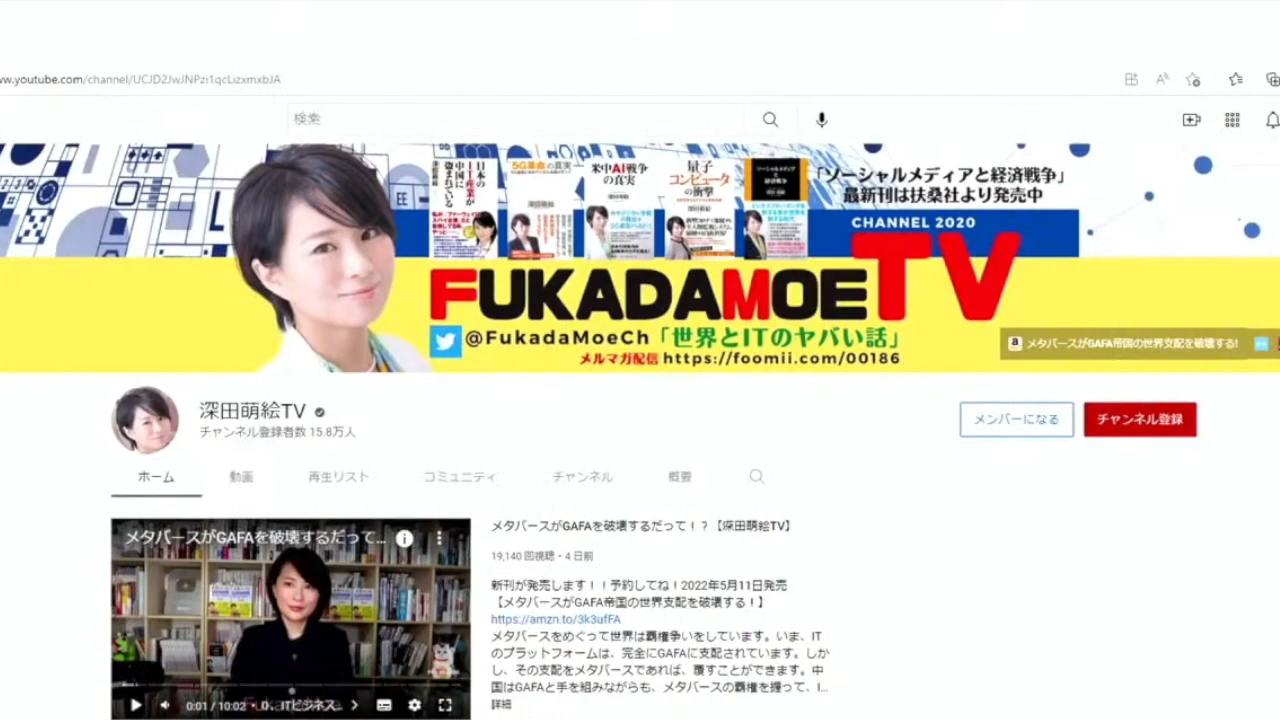 ww.youtube.com/channel/UCJD2JwJNPzi1qcLizxmxbJA
検索
日本の
IT産業が
中国に
盗まれている
深田萌絵
5G革命の真実
深田萌絵
米中AI戦争
の真実
深田萌絵
量子
コンピュータ
の衝撃
深田萌絵
ソーシャルメディア
と
経済戦争
「ソーシャルメディアと経済戦争」
最新刊は扶桑社より発売中
CHANNEL 2020
FUKADAMOETV
@FukadaMoeCh「世界とITのヤバい話」
メルマガ配信 https://foomii.com/00186
メタバースがGAFA帝国の世界支配を破壊する!
深田萌絵TV
チャンネル登録者数 15.8万人
メンバーになる
チャンネル登録
ホーム
動画
再生リスト
コミュニティ
チャンネル
概要
メタバースがGAFAを破壊するだって...
0:01 / 10:02
メタバースがGAFAを破壊するだって！？【深田萌絵TV】
19,140 回視聴・4 日前
新刊が発売します！！予約してね！2022年5月11日発売
【メタバースがGAFA帝国の世界支配を破壊する！】
https://amzn.to/3k3ufFA
メタバースをめぐって世界は覇権争いをしています。いま、IT
のプラットフォームは、完全にGAFAに支配されています。しか
し、その支配をメタバースであれば、覆すことができます。中
国はGAFAと手を組みながらも、メタバースの覇権を握って、I...
詳細